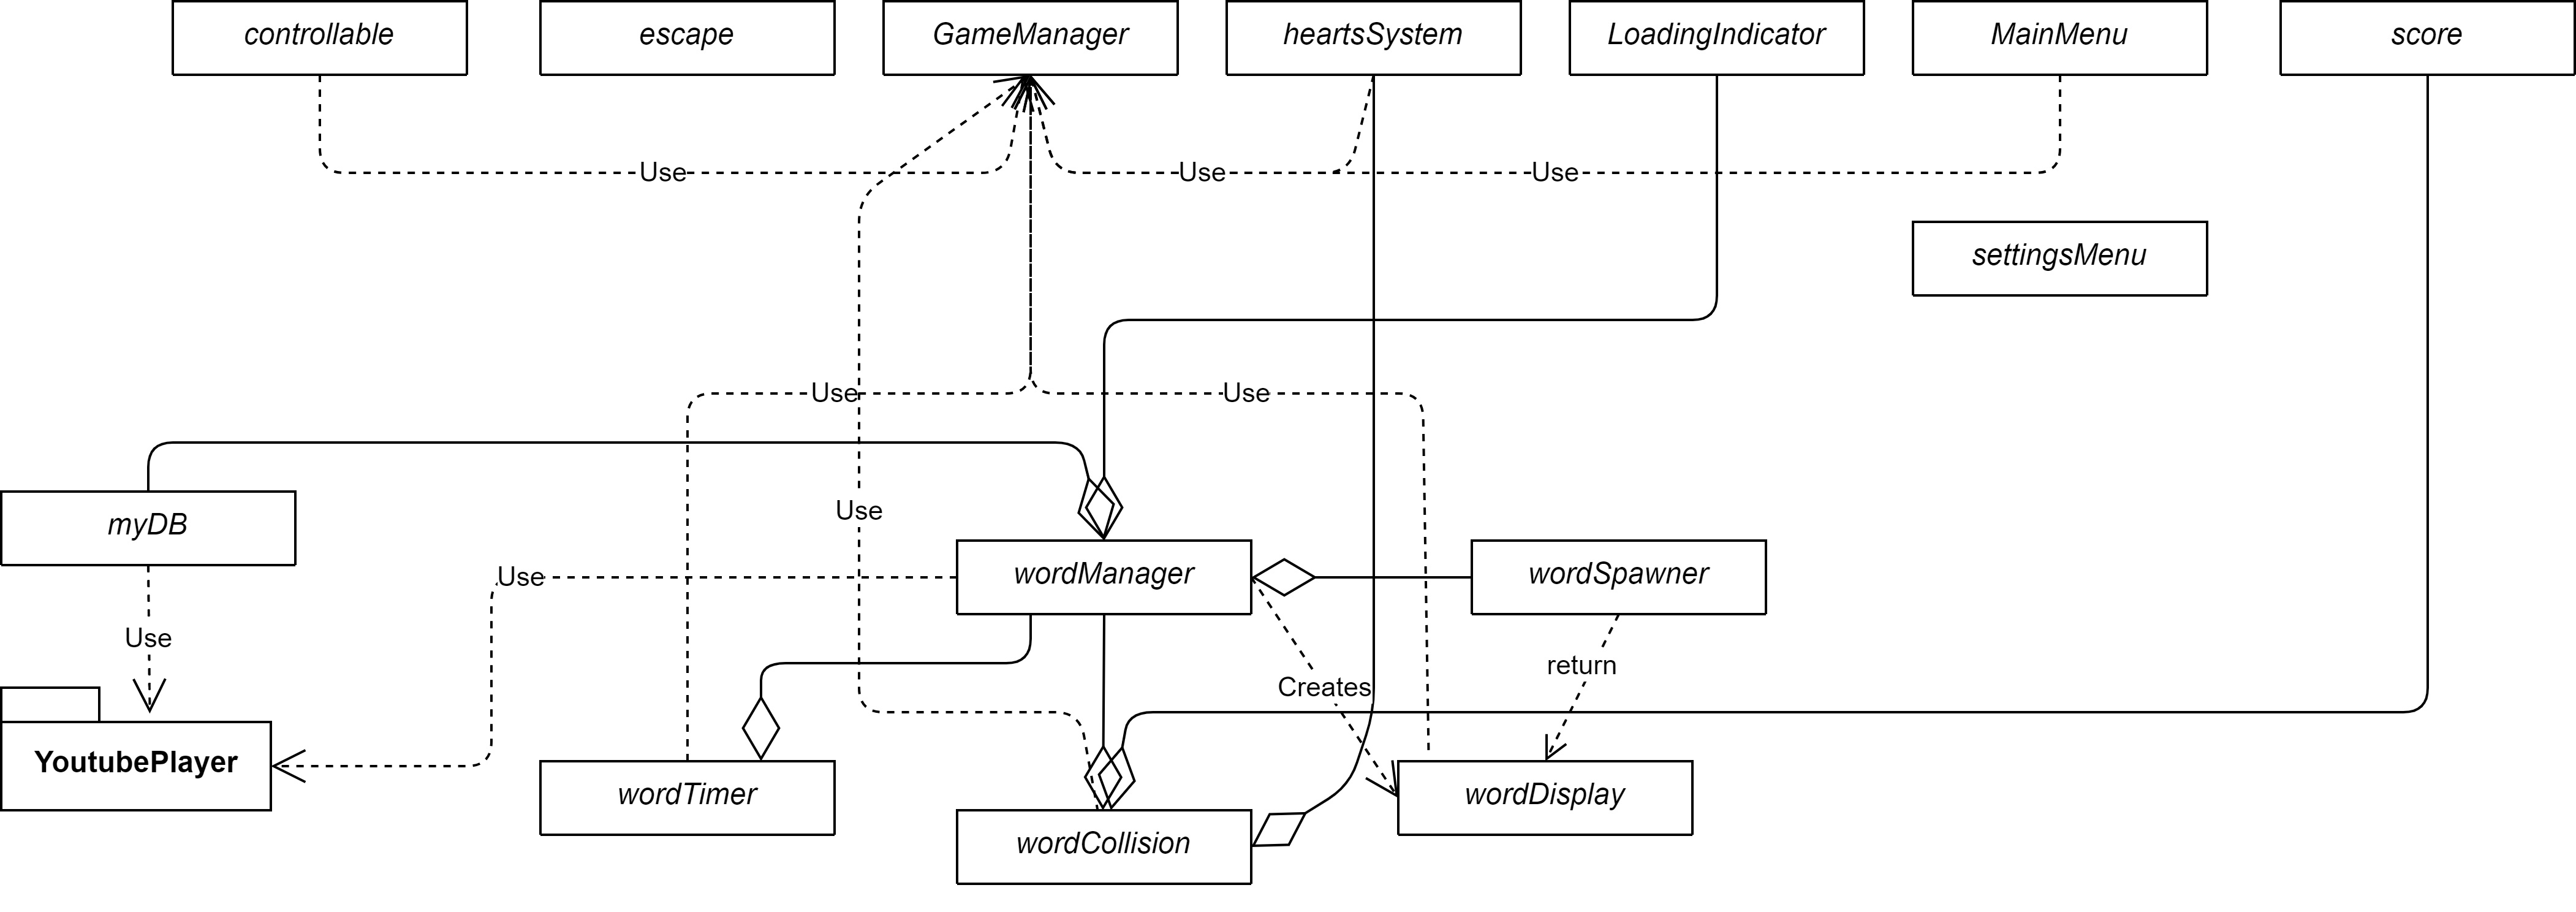 controllable
escape
GameManager
heartsSystem
LoadingIndicator
MainMenu
score
Use
Use
Use
settingsMenu
Use
Use
myDB
Use
wordManager
wordSpawner
Use
Use
return
Creates
YoutubePlayer
wordTimer
wordDisplay
wordCollision